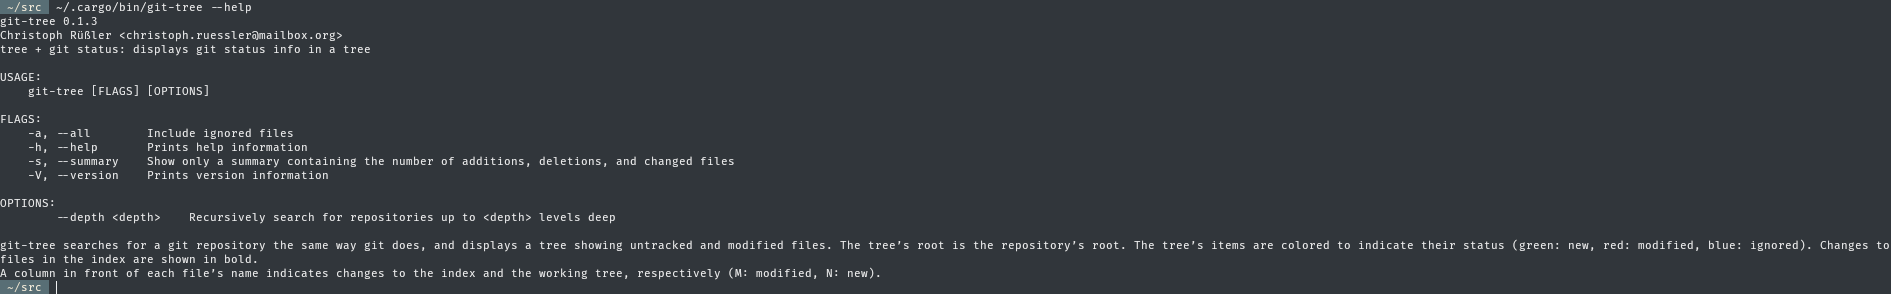 ~/src ~/.cargo/bin/git-tree --help
git-tree 0.1.3
Christoph Rüßler <christoph.ruessler@mailbox.org>
tree + git status: displays git status info in a tree

USAGE:
    git-tree [FLAGS] [OPTIONS]

FLAGS:
    -a, --all        Include ignored files
    -h, --help       Prints help information
    -s, --summary    Show only a summary containing the number of additions, deletions, and changed files
    -V, --version    Prints version information

OPTIONS:
        --depth <depth>    Recursively search for repositories up to <depth> levels deep

git-tree searches for a git repository the same way git does, and displays a tree showing untracked and modified files. The tree's root is the repository's root. The tree's items are colored to indicate their status (green: new, red: modified, blue: ignored). Changes to
files in the index are shown in bold.
A column in front of each file's name indicates changes to the index and the working tree, respectively (M: modified, N: new).
~/src